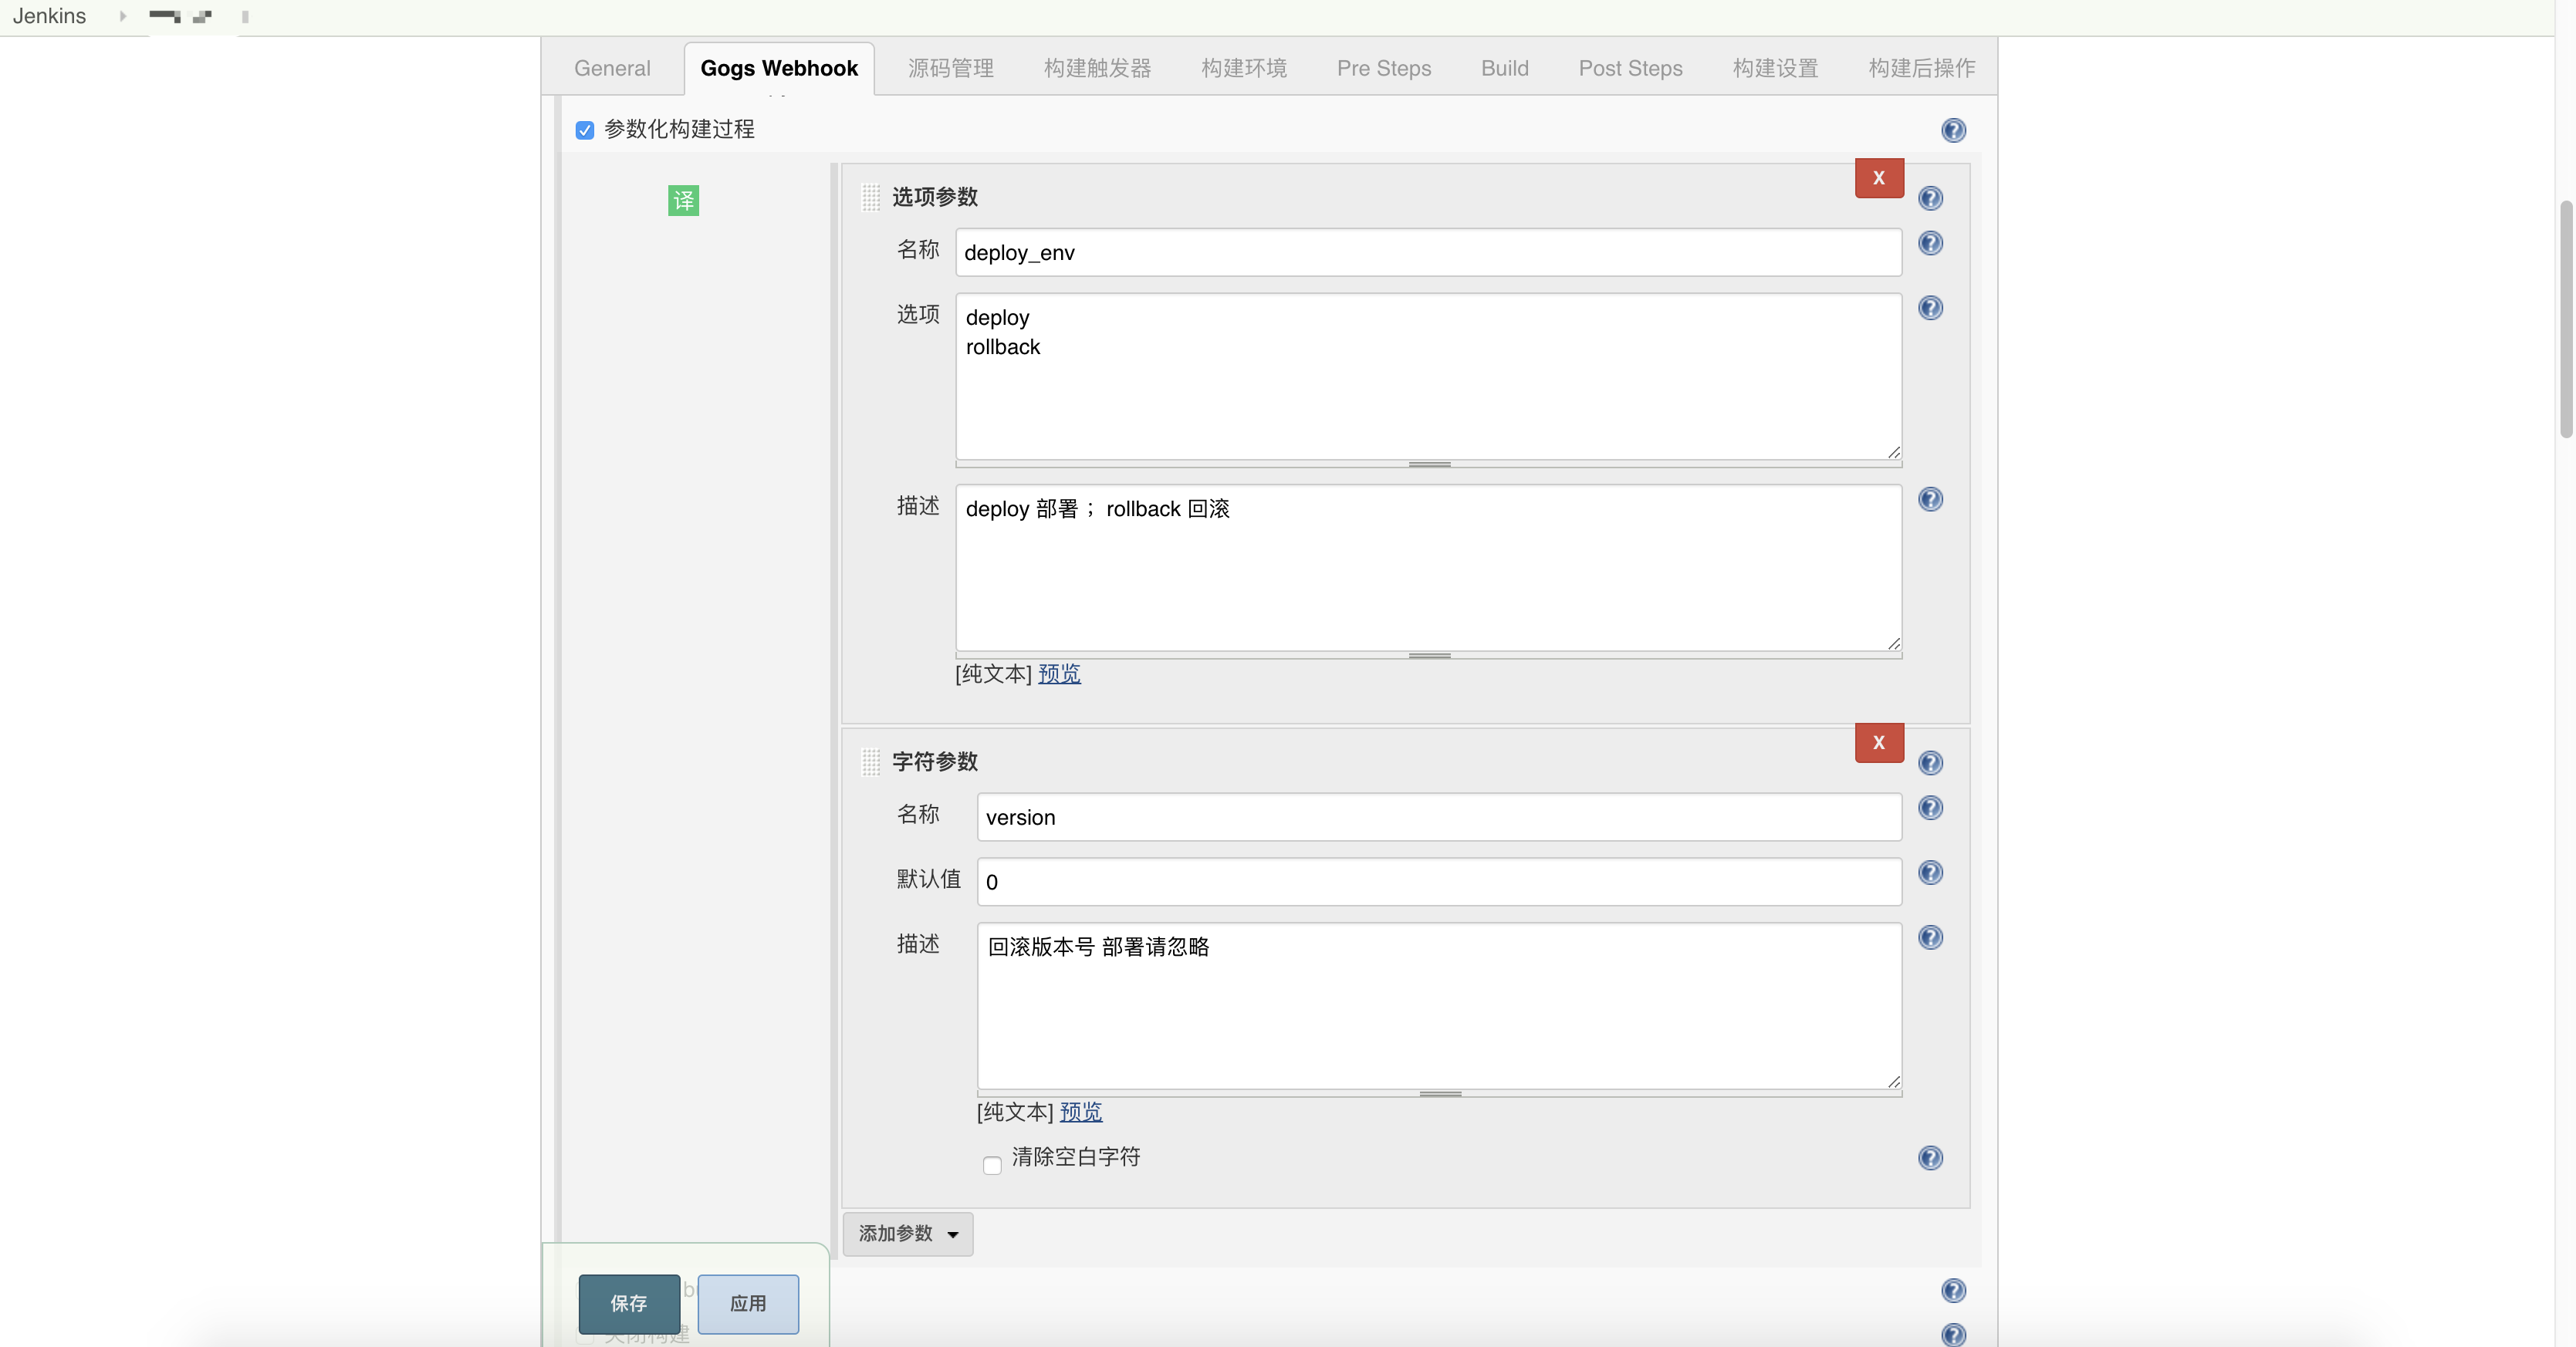 Jenkins
General Gogs Webhook 源码管理 构建触发器 构建环境 Pre Steps Build Post Steps 构建设置 构建后操作
参数化构建过程
译
X
选项参数
名称 deploy_env
选项 deploy
rollback
描述 deploy 部署； rollback 回滚
[纯文本] 预览
X
字符参数
名称 version
默认值 0
描述 回滚版本号 部署请忽略
[纯文本] 预览
清除空白字符
添加参数
保存 应用
关闭构建